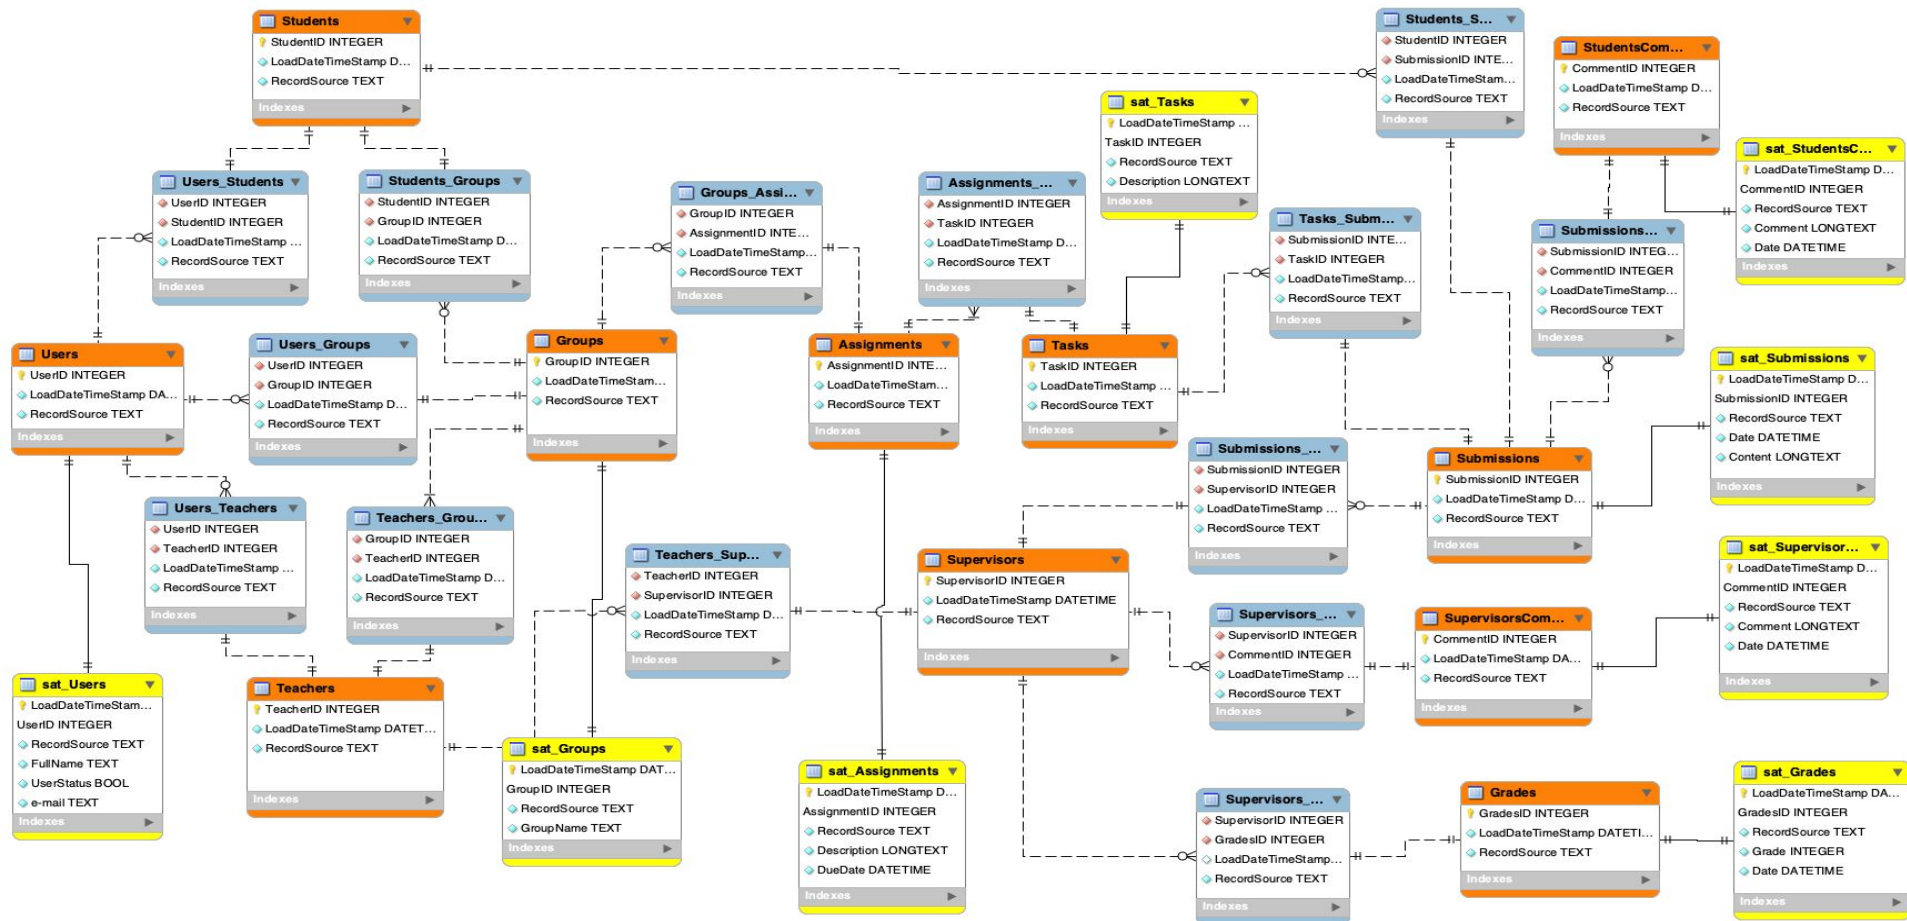 Students
StudentID INTEGER
LoadDateTimeStamp D...
RecordSource TEXT
Indexes
Students_S...
StudentID INTEGER
SubmissionID INTE...
LoadDateTimeStam...
RecordSource TEXT
Indexes
StudentsCom...
CommentID INTEGER
LoadDateTimeStamp D...
RecordSource TEXT
Indexes
sat_Tasks
LoadDateTimeStamp ...
TaskID INTEGER
RecordSource TEXT
Description LONGTEXT
Indexes
sat_StudentsC...
LoadDateTimeStamp D...
CommentID INTEGER
RecordSource TEXT
Comment LONGTEXT
Date DATETIME
Indexes
Users_Students
UserID INTEGER
StudentID INTEGER
LoadDateTimeStamp ...
RecordSource TEXT
Indexes
Students_Groups
StudentID INTEGER
GroupID INTEGER
LoadDateTimeStamp D...
RecordSource TEXT
Indexes
Groups_Assi...
GroupID INTEGER
AssignmentID INTE...
LoadDateTimeStamp...
RecordSource TEXT
Indexes
Assignments_...
AssignmentID INTEGER
TaskID INTEGER
LoadDateTimeStamp D...
RecordSource TEXT
Indexes
Tasks_Subm...
SubmissionID INTE...
TaskID INTEGER
LoadDateTimeStamp ...
RecordSource TEXT
Indexes
Submissions...
SubmissionID INTEG...
CommentID INTEGER
LoadDateTimeStamp...
RecordSource TEXT
Indexes
Users
UserID INTEGER
LoadDateTimeStamp DA...
RecordSource TEXT
Indexes
Users_Groups
UserID INTEGER
GroupID INTEGER
LoadDateTimeStamp D...
RecordSource TEXT
Indexes
Groups
GroupID INTEGER
LoadDateTimeStam...
RecordSource TEXT
Indexes
Assignments
AssignmentID INTE...
LoadDateTimeStam...
RecordSource TEXT
Indexes
Tasks
TaskID INTEGER
LoadDateTimeStamp ...
RecordSource TEXT
Indexes
sat_Submissions
LoadDateTimeStamp D...
SubmissionID INTEGER
RecordSource TEXT
Date DATETIME
Content LONGTEXT
Indexes
Submissions_...
SubmissionID INTEGER
SupervisorID INTEGER
LoadDateTimeStamp ...
RecordSource TEXT
Indexes
Submissions
SubmissionID INTEGER
LoadDateTimeStamp D...
RecordSource TEXT
Indexes
Users_Teachers
UserID INTEGER
TeacherID INTEGER
LoadDateTimeStamp ...
RecordSource TEXT
Indexes
Teachers_Grou...
GroupID INTEGER
TeacherID INTEGER
LoadDateTimeStamp D...
RecordSource TEXT
Indexes
Teachers_Sup...
TeacherID INTEGER
SupervisorID INTEGER
LoadDateTimeStamp D...
RecordSource TEXT
Indexes
Supervisors
SupervisorID INTEGER
LoadDateTimeStamp DATETIME
RecordSource TEXT
Indexes
sat_Supervisor...
LoadDateTimeStamp D...
CommentID INTEGER
RecordSource TEXT
Comment LONGTEXT
Date DATETIME
Indexes
Supervisors_...
SupervisorID INTEGER
CommentID INTEGER
LoadDateTimeStamp ...
RecordSource TEXT
Indexes
SupervisorsCom...
CommentID INTEGER
LoadDateTimeStamp DA...
RecordSource TEXT
Indexes
sat_Users
LoadDateTimeStam...
UserID INTEGER
RecordSource TEXT
FullName TEXT
UserStatus BOOL
e-mail TEXT
Indexes
Teachers
TeacherID INTEGER
LoadDateTimeStamp DATET...
RecordSource TEXT
Indexes
sat_Groups
LoadDateTimeStamp DAT...
GroupID INTEGER
RecordSource TEXT
GroupName TEXT
Indexes
sat_Assignments
LoadDateTimeStamp D...
AssignmentID INTEGER
RecordSource TEXT
Description LONGTEXT
DueDate DATETIME
Indexes
Supervisors_...
SupervisorID INTEGER
GradesID INTEGER
LoadDateTimeStamp...
RecordSource TEXT
Indexes
Grades
GradesID INTEGER
LoadDateTimeStamp DATETI...
RecordSource TEXT
Indexes
sat_Grades
LoadDateTimeStamp DA...
GradesID INTEGER
RecordSource TEXT
Grade INTEGER
Date DATETIME
Indexes